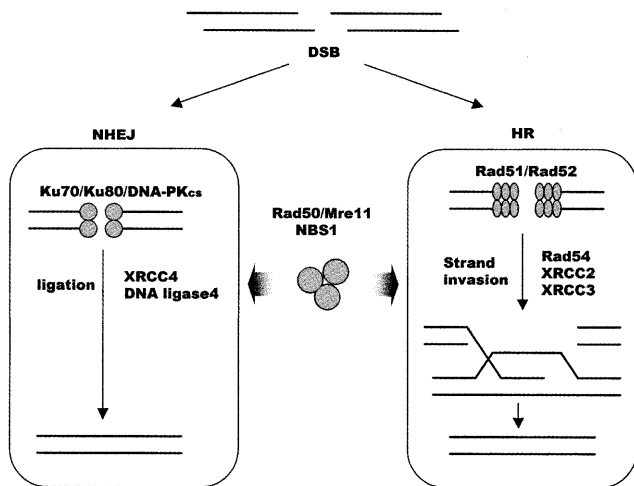 DSB
NHEJ
HR
Ku70/Ku80/DNA-PKcs
Rad51/Rad52
Rad50/Mre11
NBS1
ligation
XRCC4
DNA ligase4
Strand
invasion
Rad54
XRCC2
XRCC3